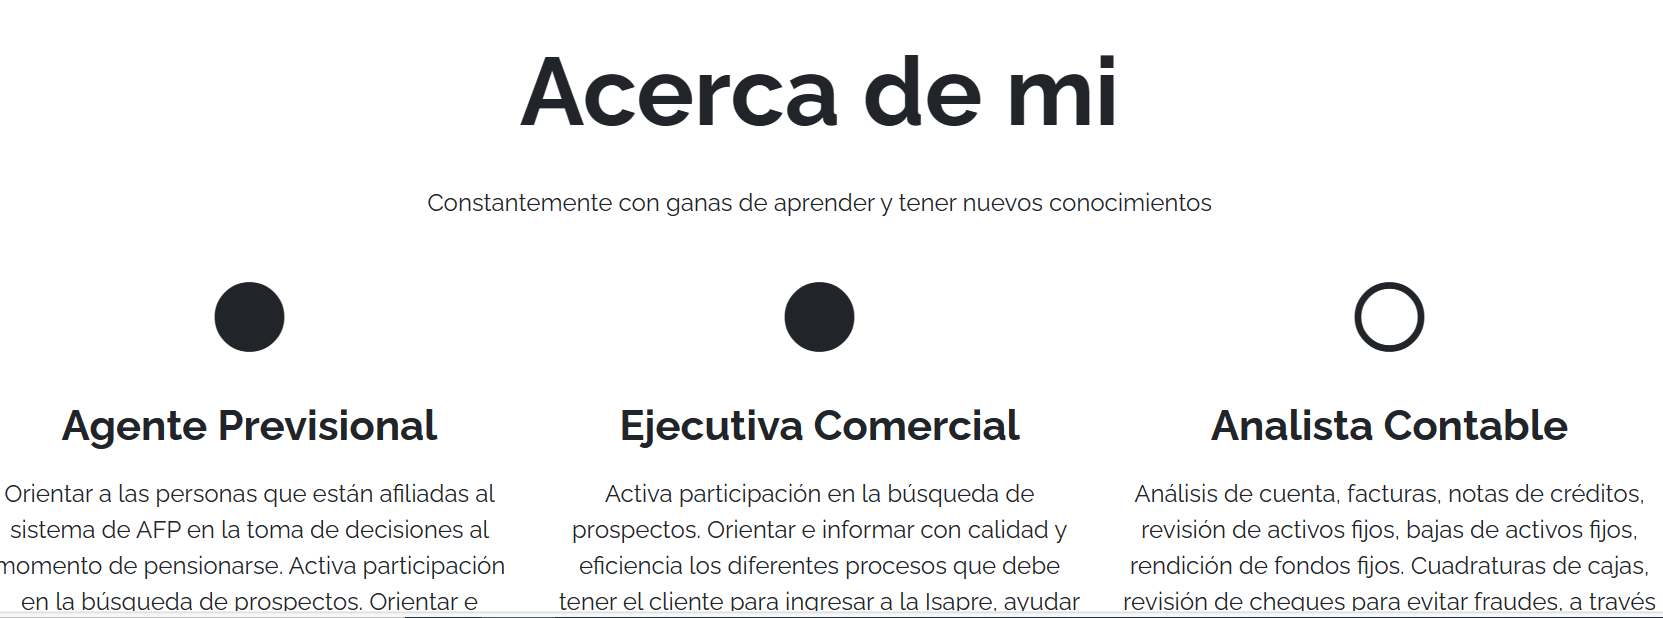 Acerca de mi
Constantemente con ganas de aprender y tener nuevos conocimientos
Agente Previsional
Orientar a las personas que están afiliadas al
sistema de AFP en la toma de decisiones al
momento de pensionarse. Activa participación
en la búsqueda de prospectos. Orientar e
Ejecutiva Comercial
Activa participación en la búsqueda de
prospectos. Orientar e informar con calidad y
eficiencia los diferentes procesos que debe
tener el cliente para ingresar a la Isapre, ayudar
Analista Contable
Análisis de cuenta, facturas, notas de créditos,
revisión de activos fijos, bajas de activos fijos,
rendición de fondos fijos. Cuadraturas de cajas,
revisión de cheques para evitar fraudes, a través